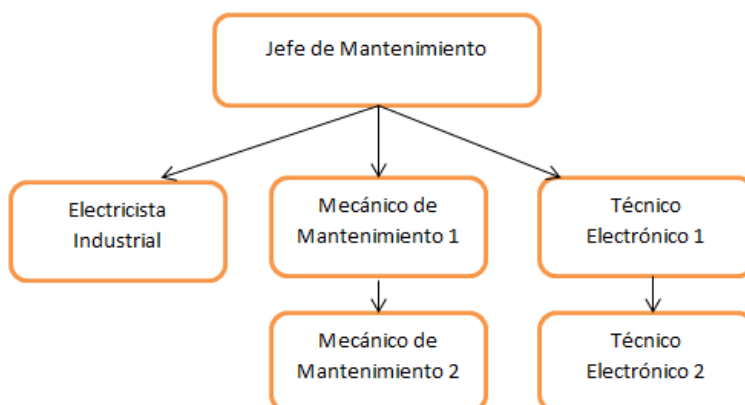 Jefe de Mantenimiento
Electricista
Industrial
Mecánico de
Mantenimiento 1
Técnico
Electrónico 1
Mecánico de
Mantenimiento 2
Técnico
Electrónico 2